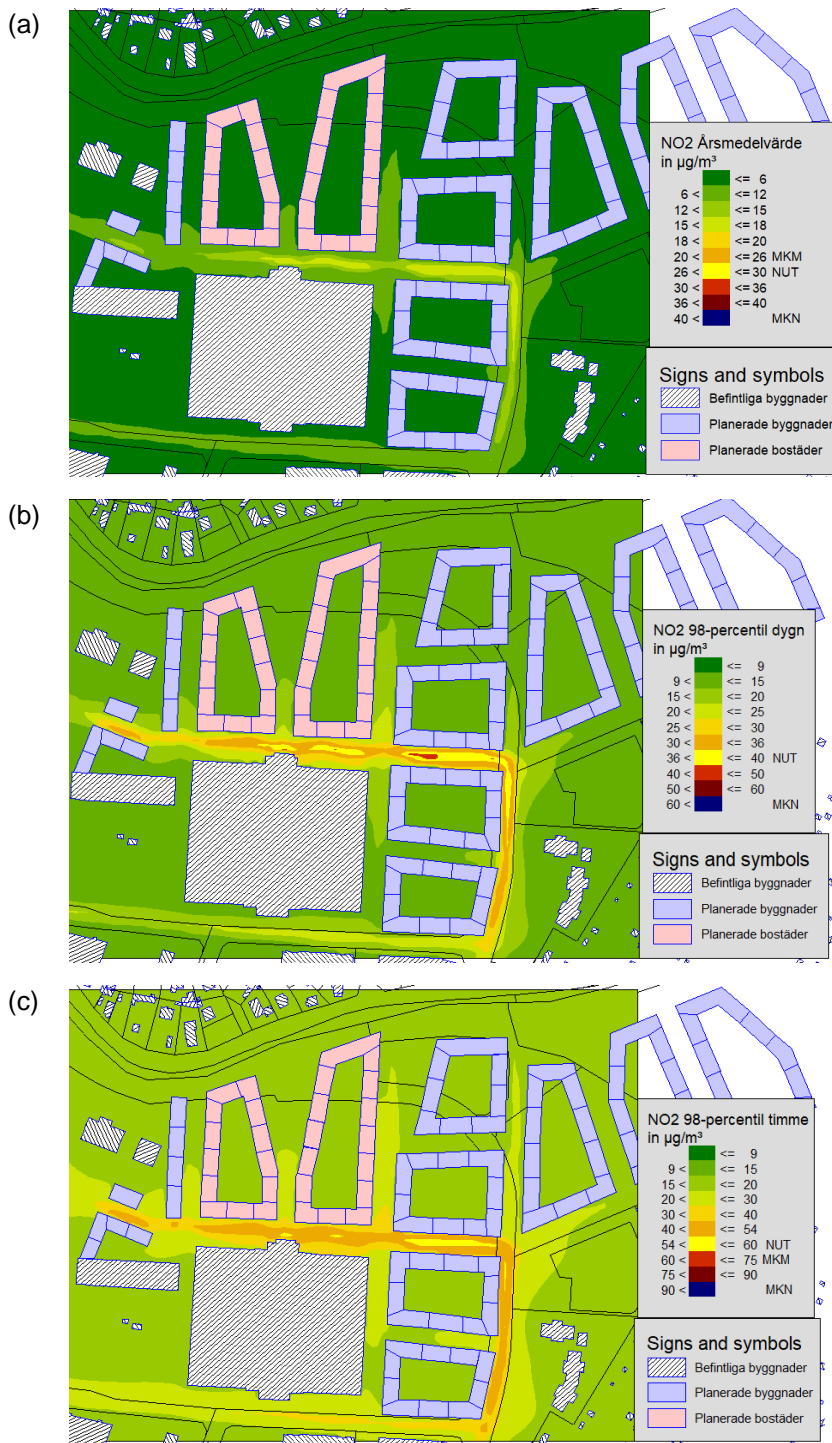 (a)
NO2 Årsmedelvärde
in µg/m³
<= 6
6 < <= 12
12 < <= 15
15 < <= 18
18 < <= 20
20 < <= 26 MKM
26 < <= 30 NUT
30 < <= 36
36 < <= 40
40 < MKN
Signs and symbols
Befintliga byggnader
Planerade byggnader
Planerade bostäder
(b)
NO2 98-percentil dygn
in µg/m³
<= 9
9 < <= 15
15 < <= 20
20 < <= 25
25 < <= 30
30 < <= 36
36 < <= 40 NUT
40 < <= 50
50 < <= 60
60 < MKN
Signs and symbols
Befintliga byggnader
Planerade byggnader
Planerade bostäder
(c)
NO2 98-percentil timme
in µg/m³
<= 9
9 < <= 15
15 < <= 20
20 < <= 30
30 < <= 40
40 < <= 54
54 < <= 60 NUT
60 < <= 75 MKM
75 < <= 90
90 < MKN
Signs and symbols
Befintliga byggnader
Planerade byggnader
Planerade bostäder